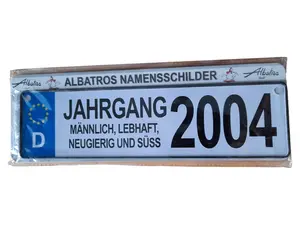 Albatros Albatros
ALBATROS NAMENSSCHILDER
JAHRGANG 2004
MÄNNLICH, LEBHAFT,
NEUGIERIG UND SÜSS
D